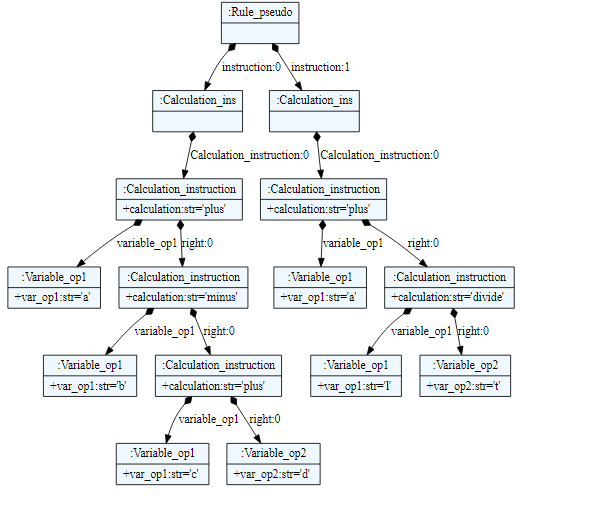 :Rule_pseudo
instruction:0
instruction:1
:Calculation_ins
:Calculation_ins
Calculation_instruction:0
Calculation_instruction:0
:Calculation_instruction
+calculation:str='plus'
:Calculation_instruction
+calculation:str='plus'
variable_op1
right:0
variable_op1
right:0
:Variable_op1
+var_op1:str='a'
:Calculation_instruction
+calculation:str='minus'
:Variable_op1
+var_op1:str='a'
:Calculation_instruction
+calculation:str='divide'
variable_op1
right:0
variable_op1
right:0
:Variable_op1
+var_op1:str='b'
:Calculation_instruction
+calculation:str='plus'
:Variable_op1
+var_op1:str='l'
:Variable_op2
+var_op2:str='t'
variable_op1
right:0
:Variable_op1
+var_op1:str='c'
:Variable_op2
+var_op2:str='d'